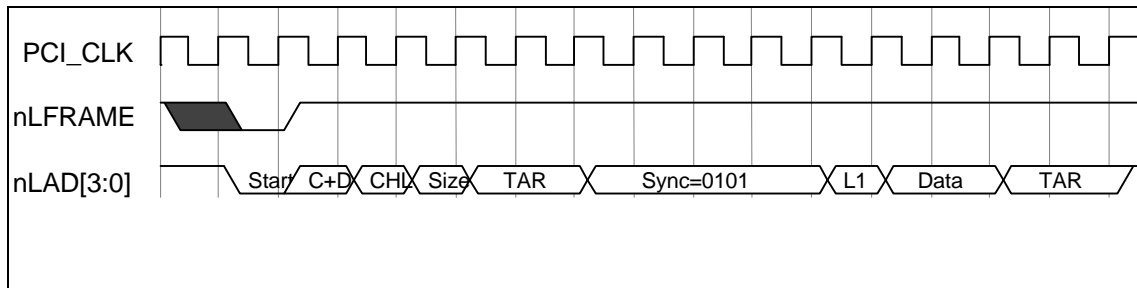 PCI_CLK
nLFRAME
nLAD[3:0] Start C+D CHL Size TAR Sync=0101 L1 Data TAR